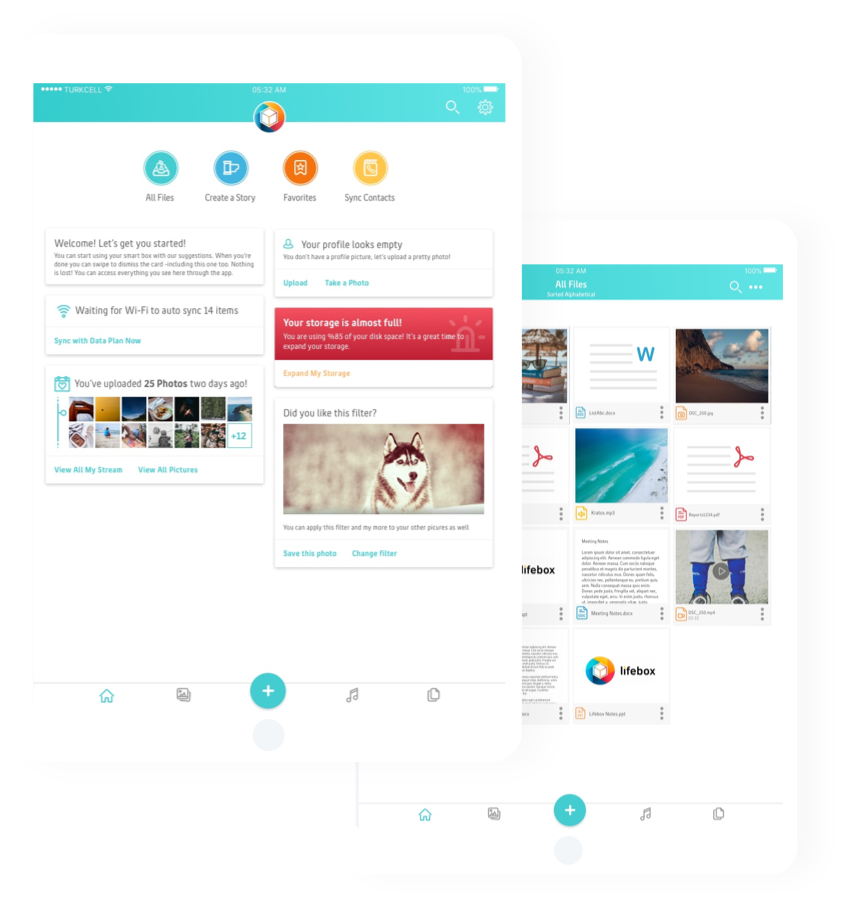 TURKCELL
05:32 AM
100%
All Files
Create a Story
Favorites
Sync Contacts
Welcome! Let's get you started!
You can start using your smart box with our suggestions. When you're
done you can swipe to dismiss the card -including this one too. Nothing
is lost! You can access everything you see here through the app.
Waiting for Wi-Fi to auto sync 14 items
Sync with Data Plan Now
You've uploaded 25 Photos two days ago!
+12
View All My Stream
View All Pictures
Your profile looks empty
You don't have a profile picture, let's upload a pretty photo!
Upload
Take a Photo
Your storage is almost full!
You are using %85 of your disk space! It's a great time to
expand your storage.
Expand My Storage
Did you like this filter?
You can apply this filter and my more to your other picures as well
Save this photo
Change filter
05:32 AM
100%
All Files
Sorted Alphabetical
W
DSC_350.jpg
Kratos.mp3
lifebox
Meeting Notes
Lorem ipsum dolor sit amet, consectetuer
adipiscing elit. Aenean commodo ligula eget
dolor. Aenean massa. Cum sociis natoque
penatibus et magnis dis parturient montes,
nascetur ridiculus mus. Donec quam felis,
ultricies nec, pellentesque eu, pretium quis,
sem. Nulla consequat massa quis enim.
Donec pede justo, fringilla vel, aliquet nec,
vulputate eget, arcu. In enim justo, rhoncus
ppt
Meeting Notes.docx
DSC_350.mp4
lifebox
Lifebox Notes.ppt